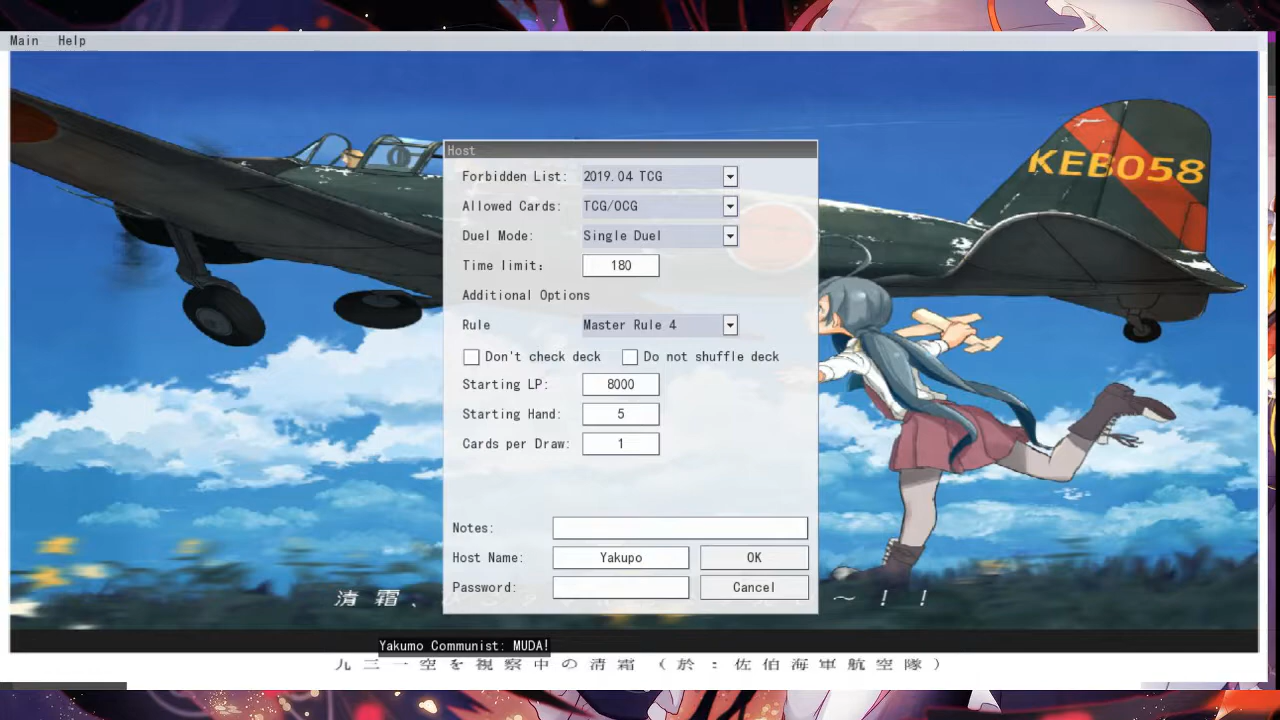 Main Help
KEB058
Host
Forbidden List: 2019.04 TCG
Allowed Cards: TCG/OCG
Duel Mode: Single Duel
Time limit: 180
Additional Options
Rule Master Rule 4
Don't check deck Do not shuffle deck
Starting LP: 8000
Starting Hand: 5
Cards per Draw: 1
Notes:
Host Name: Yakupo OK
Password: Cancel
清霜、 ～!!
Yakumo Communist: MUDA!
九三一空を視察中の清霜(於:佐伯海軍航空隊)